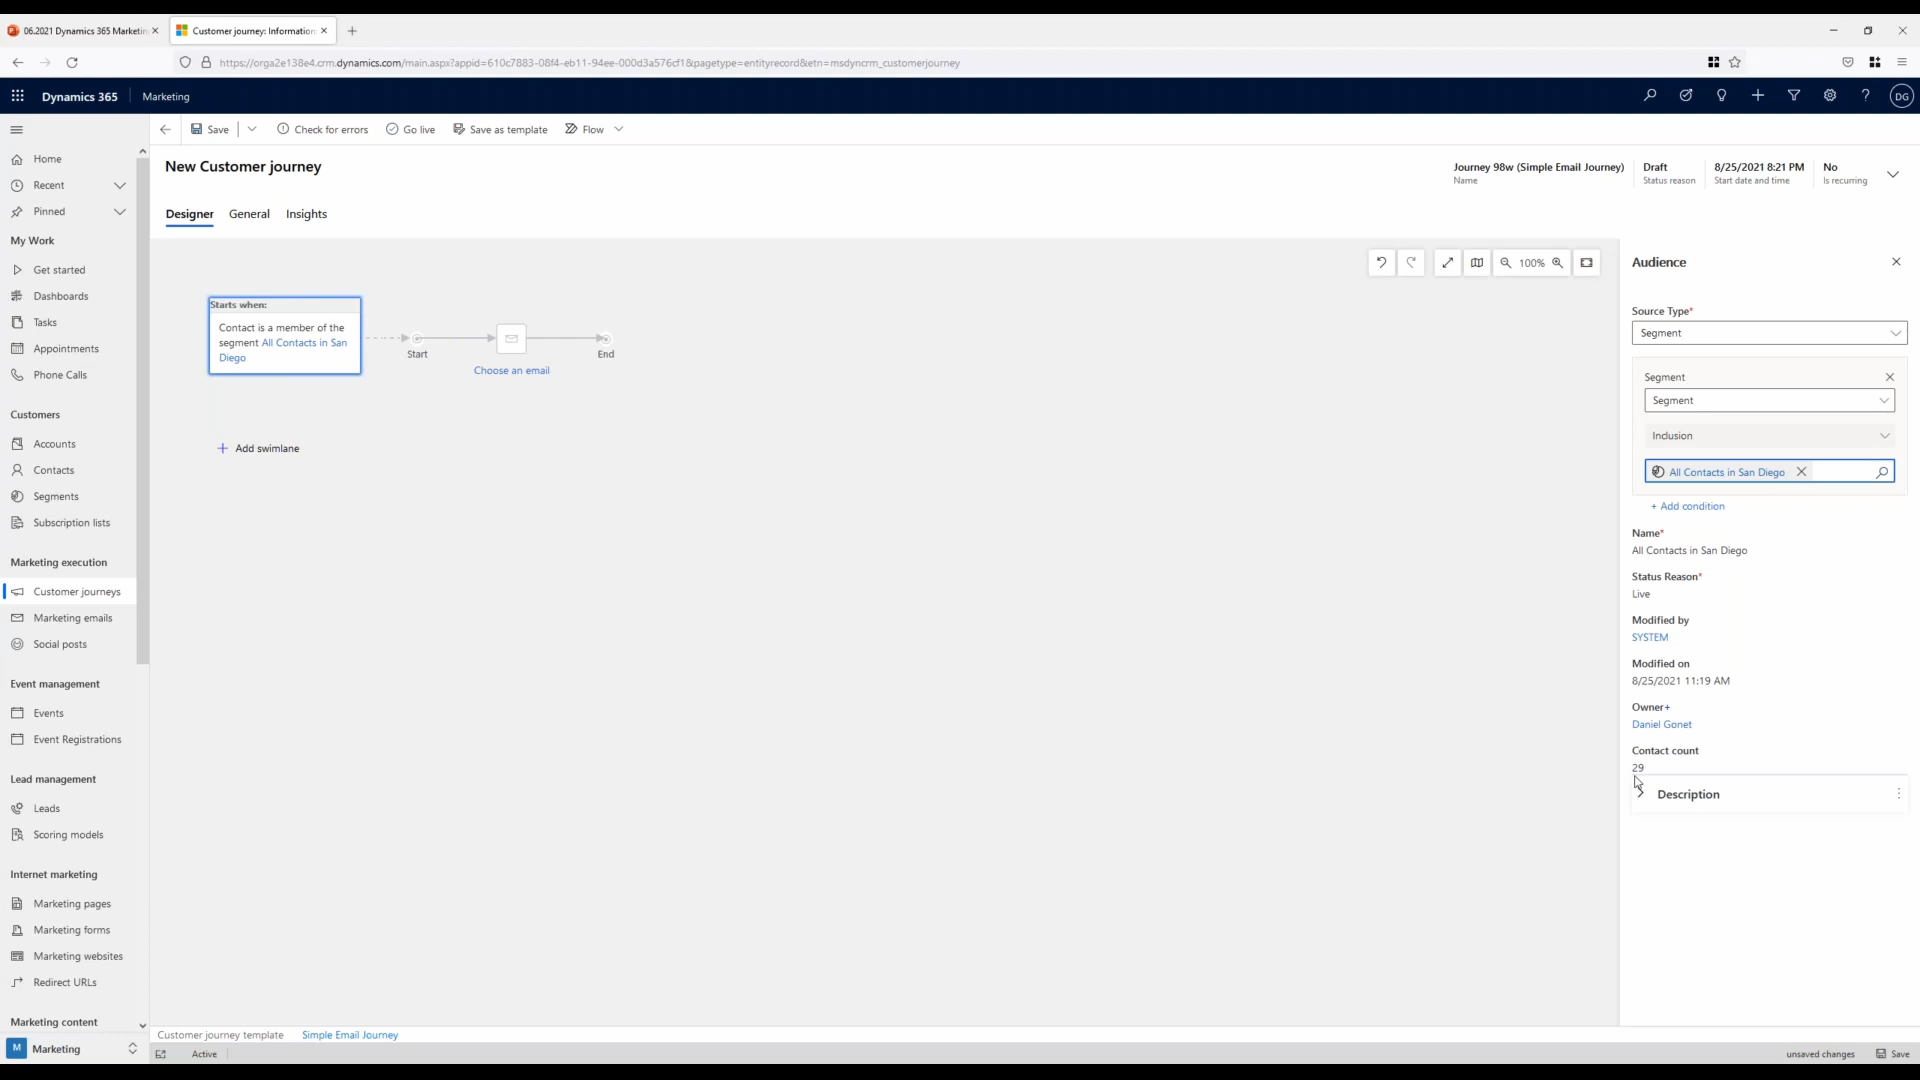 06.2021 Dynamics 365 Marketin
Customer journey: Information
https://orga2e138e4.crm.dynamics.com/main.aspx?appid=610c7883-08f4-eb11-94ee-000d3a576cf1&pagetype=entityrecord&etn=msdyncrm_customerjourney
Dynamics 365
Marketing
DG
Save
Check for errors
Go live
Save as template
Flow
New Customer journey
Journey 98w (Simple Email Journey)
Name
Draft
Status reason
8/25/2021 8:21 PM
Start date and time
No
Is recurring
Designer
General
Insights
Home
Recent
Pinned
My Work
Get started
Dashboards
Tasks
Appointments
Phone Calls
Customers
Accounts
Contacts
Segments
Subscription lists
Marketing execution
Customer journeys
Marketing emails
Social posts
Event management
Events
Event Registrations
Lead management
Leads
Scoring models
Internet marketing
Marketing pages
Marketing forms
Marketing websites
Redirect URLs
Marketing content
M Marketing
100%
Starts when:
Contact is a member of the
segment All Contacts in San
Diego
Start
Choose an email
End
+ Add swimlane
Audience
Source Type*
Segment
Segment
Segment
Inclusion
All Contacts in San Diego
+ Add condition
Name*
All Contacts in San Diego
Status Reason*
Live
Modified by
SYSTEM
Modified on
8/25/2021 11:19 AM
Owner+
Daniel Gonet
Contact count
29
Description
Customer journey template
Simple Email Journey
Active
unsaved changes
Save